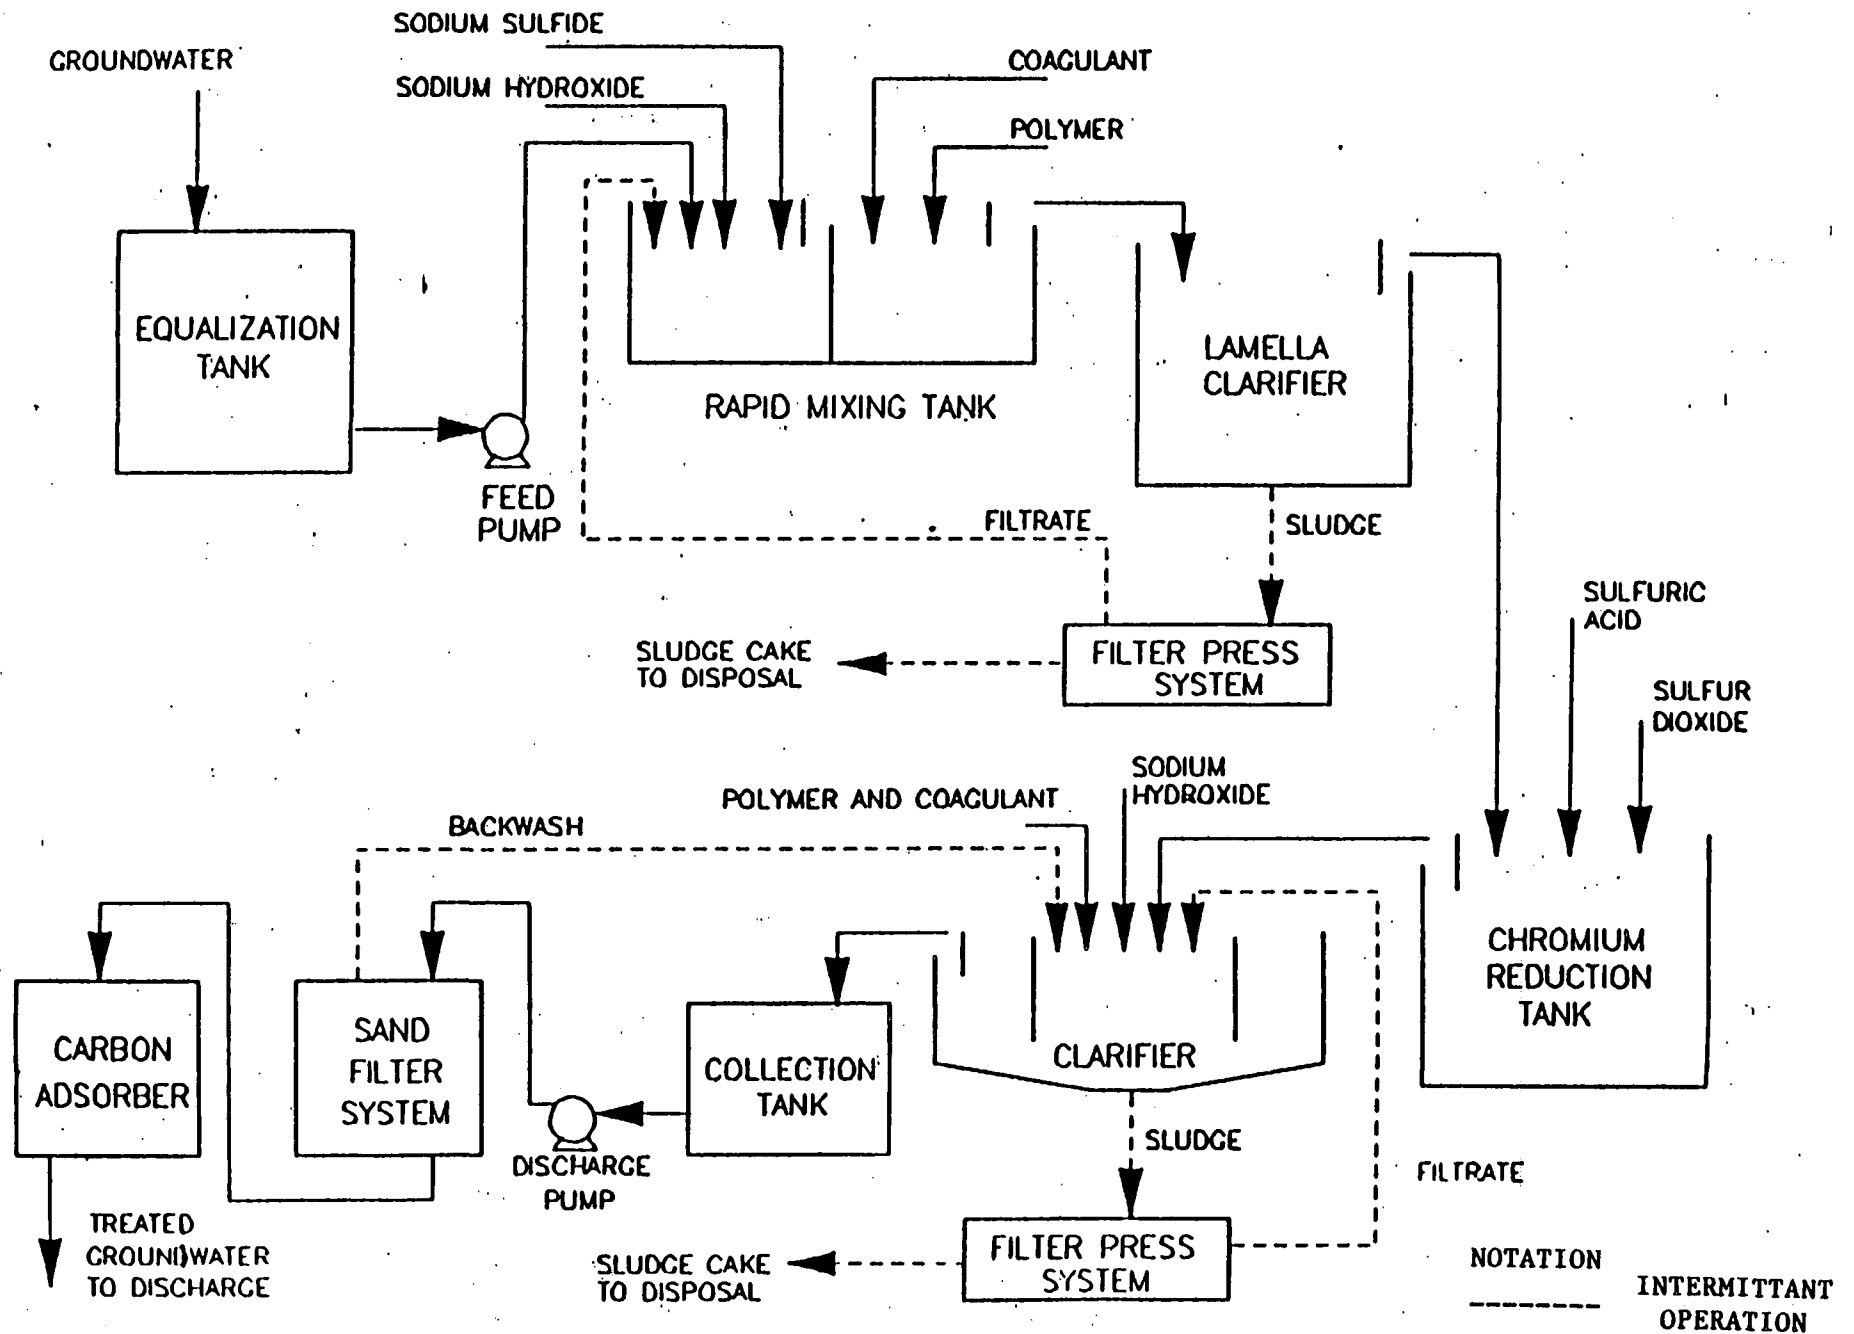 SODIUM SULFIDE
GROUNDWATER
SODIUM HYDROXIDE
COAGULANT
POLYMER
EQUALIZATION
TANK
LAMELLA
CLARIFIER
RAPID MIXING TANK
FEED
PUMP
FILTRATE
SLUDGE
SULFURIC
ACID
SLUDGE CAKE
TO DISPOSAL
FILTER PRESS
SYSTEM
SULFUR
DIOXIDE
SODIUM
HYDROXIDE
POLYMER AND COAGULANT
BACKWASH
CHROMIUM
REDUCTION
TANK
CARBON
ADSORBER
SAND
FILTER
SYSTEM
COLLECTION
TANK
CLARIFIER
SLUDGE
DISCHARGE
PUMP
FILTRATE
TREATED
GROUNDWATER
TO DISCHARGE
SLUDGE CAKE
TO DISPOSAL
FILTER PRESS
SYSTEM
NOTATION
INTERMITTANT
OPERATION